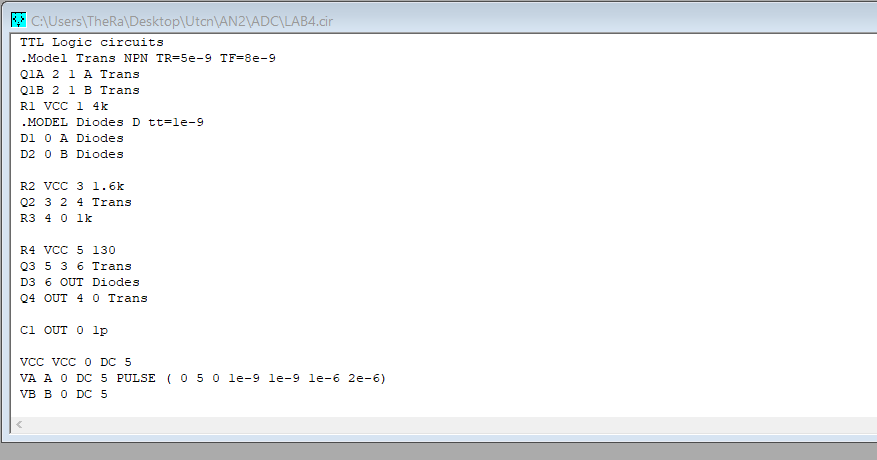 C:\Users\TheRa\Desktop\Utcn\AN2\ADC\LAB4.cir
TTL Logic circuits
.Model Trans NPN TR=5e-9 TF=8e-9
Q1A 2 1 A Trans
Q1B 2 1 B Trans
R1 VCC 1 4k
.MODEL Diodes D tt=1e-9
D1 0 A Diodes
D2 0 B Diodes
R2 VCC 3 1.6k
Q2 3 2 4 Trans
R3 4 0 1k
R4 VCC 5 130
Q3 5 3 6 Trans
D3 6 OUT Diodes
Q4 OUT 4 0 Trans
C1 OUT 0 1p
VCC VCC 0 DC 5
VA A 0 DC 5 PULSE ( 0 5 0 1e-9 1e-9 1e-6 2e-6)
VB B 0 DC 5